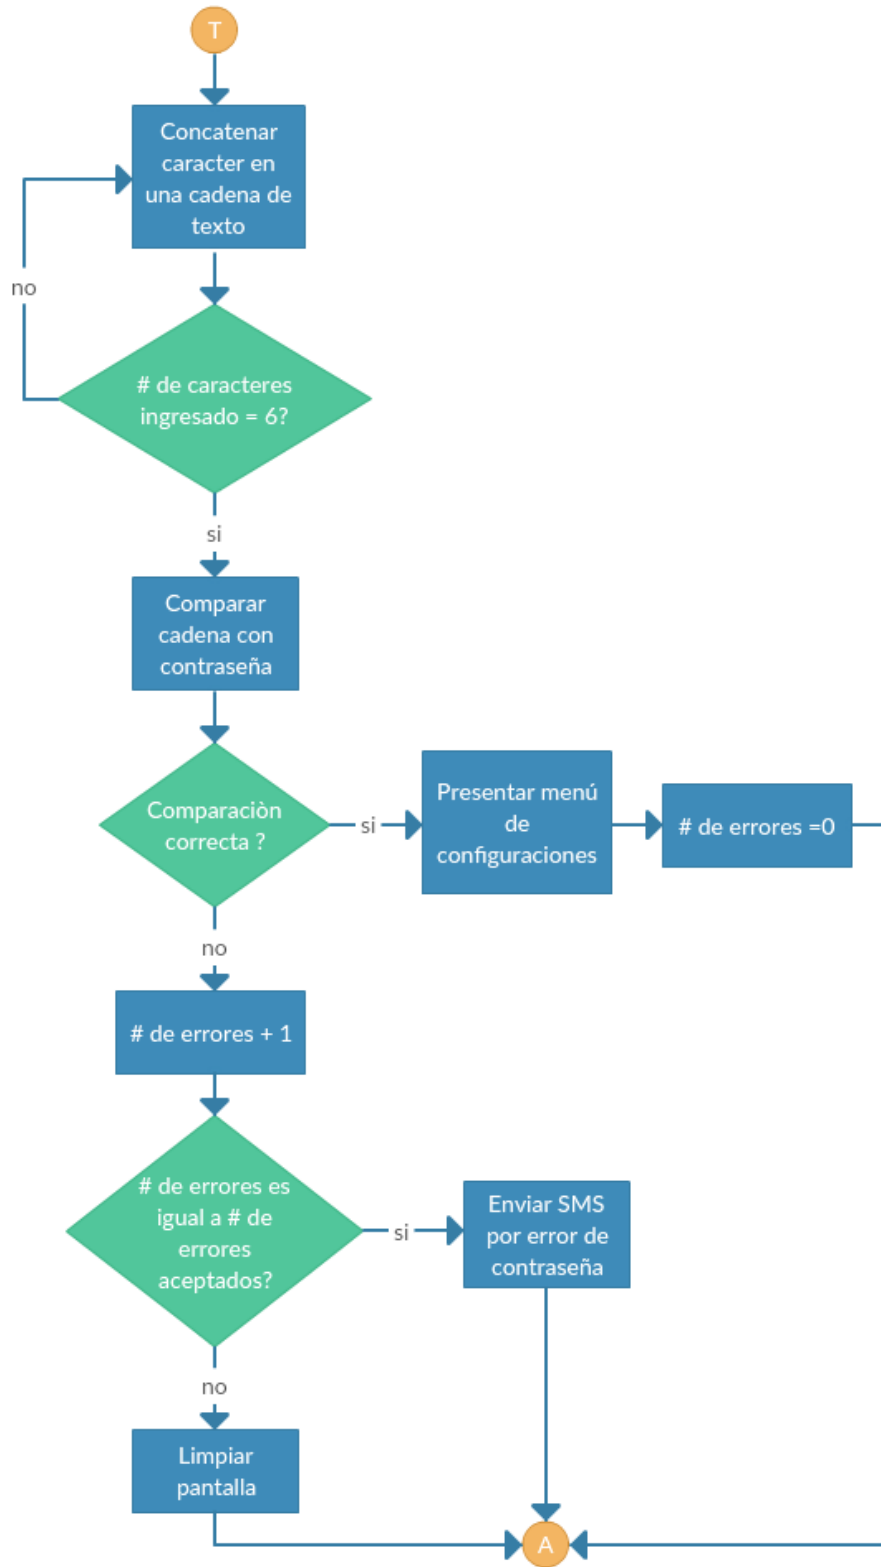 T
Concatenar
caracter en
una cadena de
texto
no
# de caracteres
ingresado = 6?
si
Comparar
cadena con
contraseña
Comparaciòn
correcta ?
si
Presentar menú
de
configuraciones
# de errores =0
no
# de errores + 1
# de errores es
igual a # de
errores
aceptados?
si
Enviar SMS
por error de
contraseña
no
Limpiar
pantalla
A